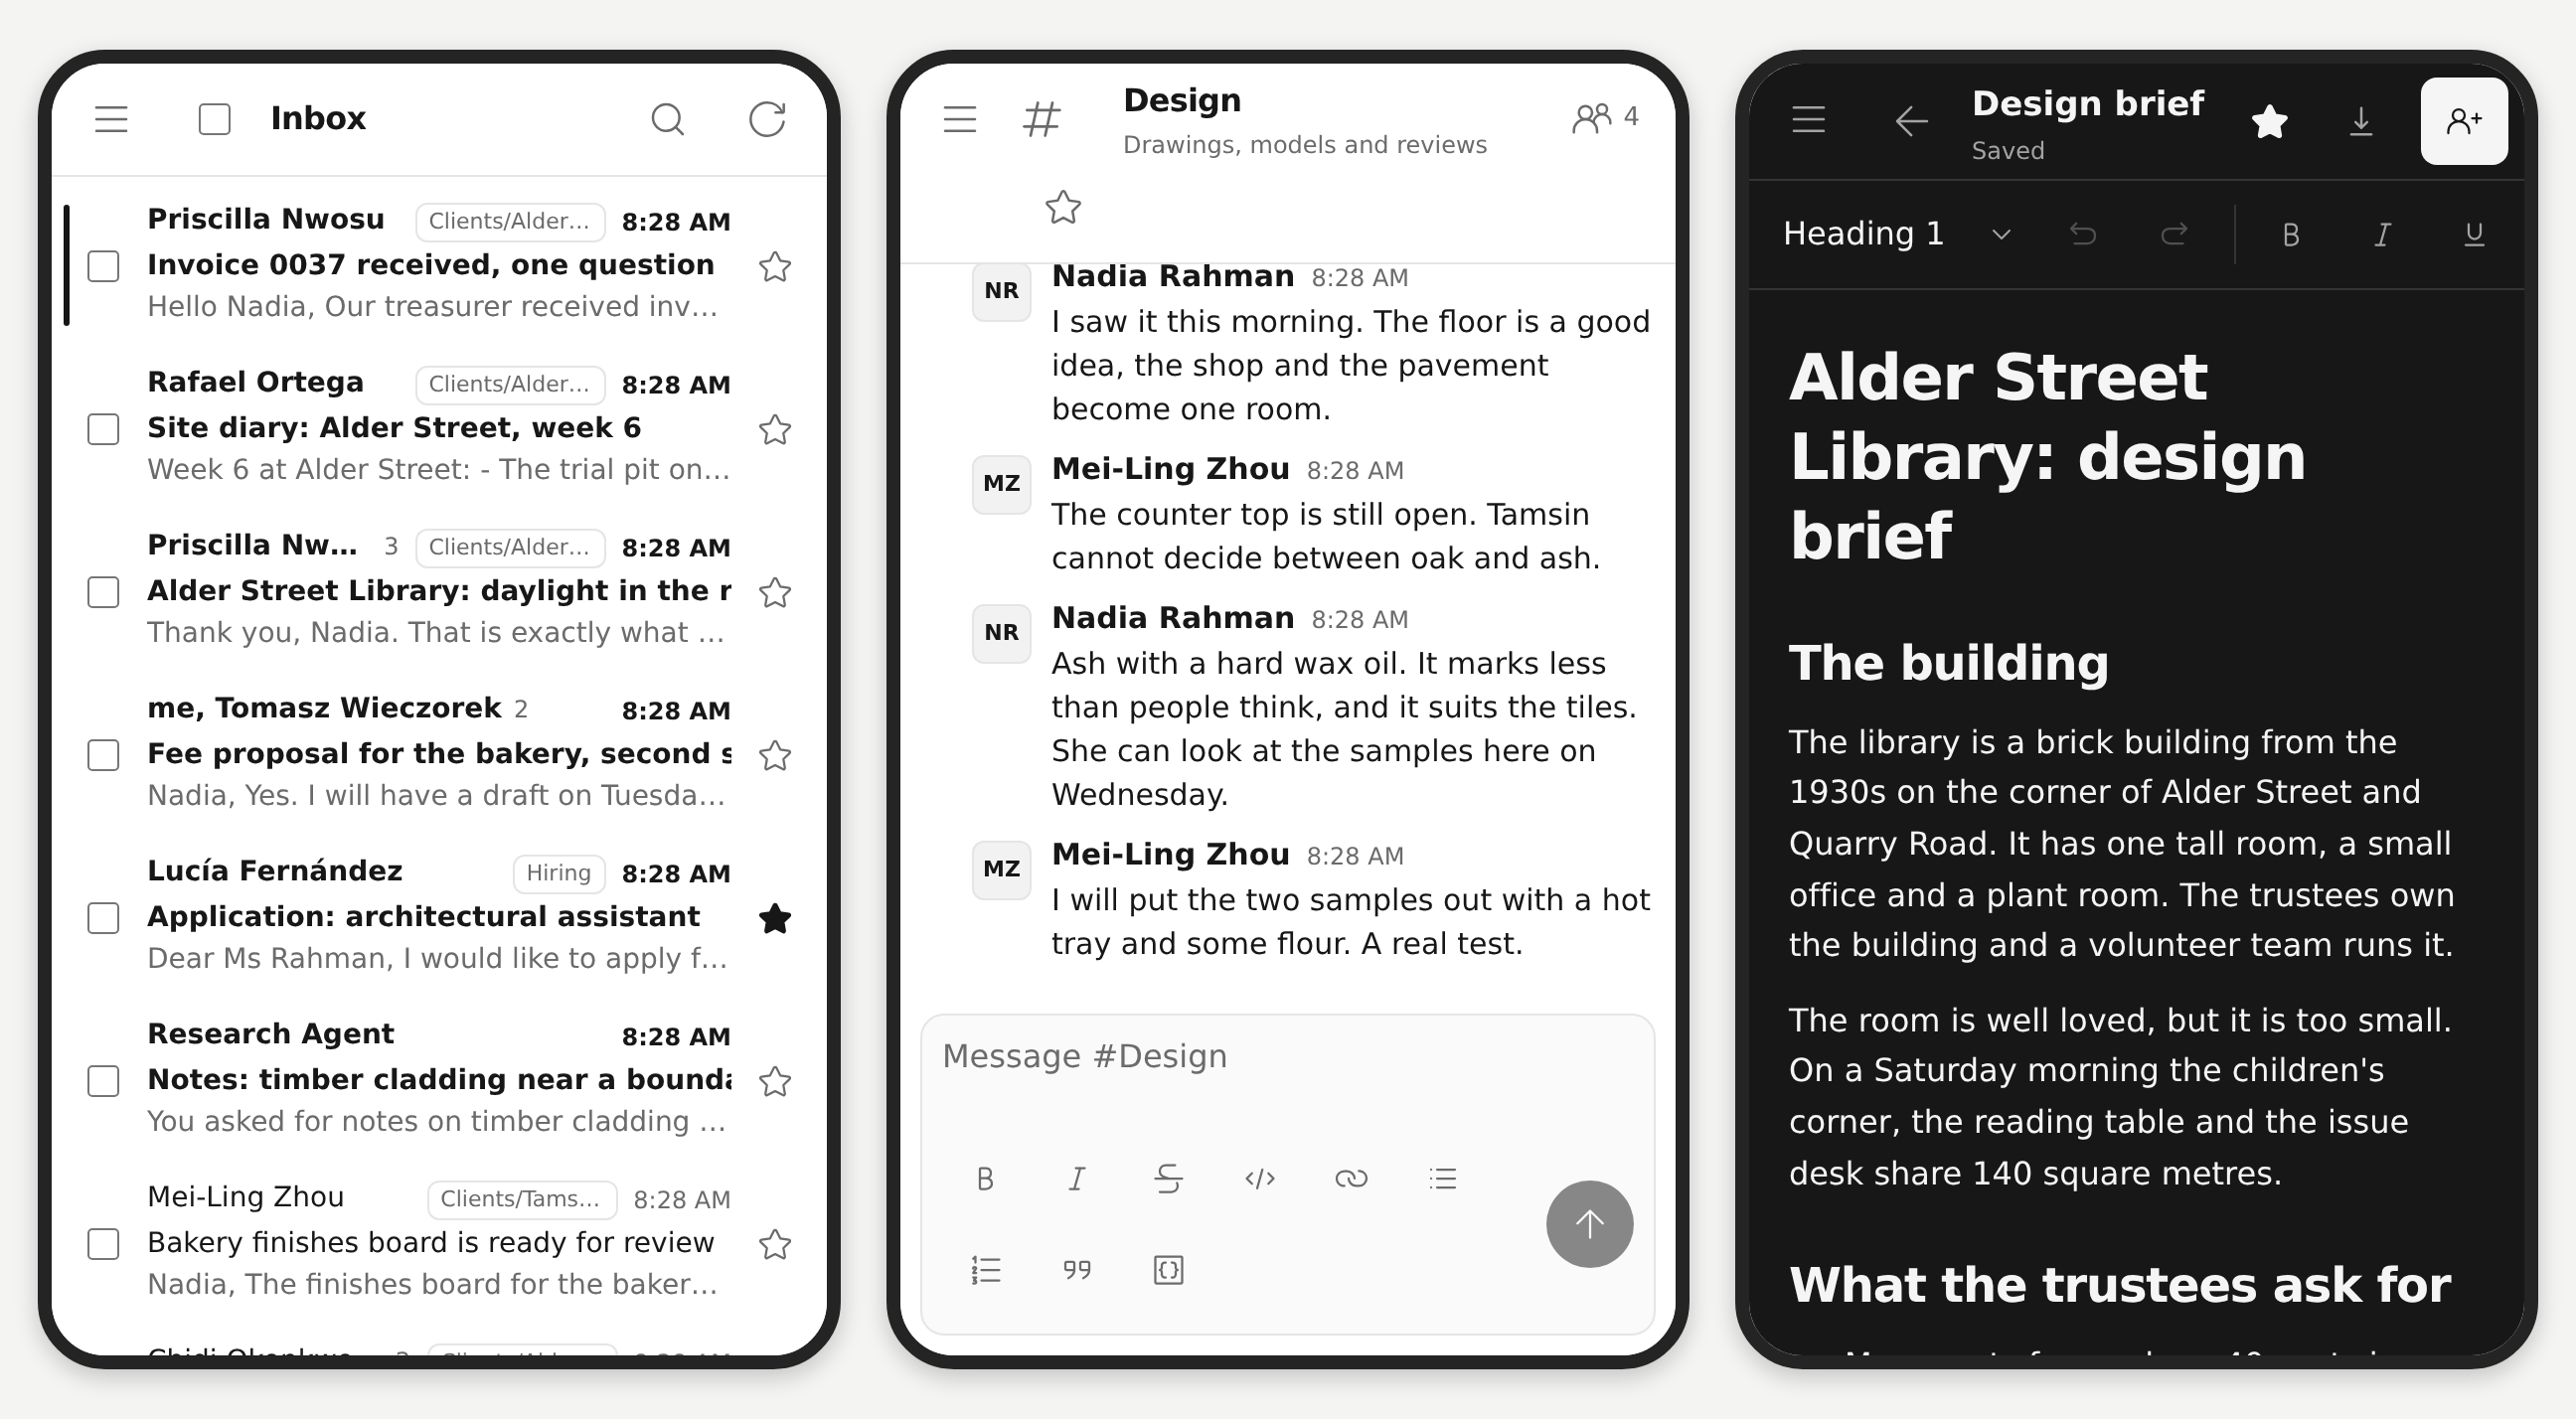 Inbox
Priscilla Nwosu Clients/Alder… 8:28 AM
Invoice 0037 received, one question
Hello Nadia, Our treasurer received inv…
Rafael Ortega Clients/Alder… 8:28 AM
Site diary: Alder Street, week 6
Week 6 at Alder Street: - The trial pit on…
Priscilla Nw… 3 Clients/Alder… 8:28 AM
Alder Street Library: daylight in the r
Thank you, Nadia. That is exactly what …
me, Tomasz Wieczorek 2 8:28 AM
Fee proposal for the bakery, second s
Nadia, Yes. I will have a draft on Tuesda…
Lucía Fernández Hiring 8:28 AM
Application: architectural assistant
Dear Ms Rahman, I would like to apply f…
Research Agent 8:28 AM
Notes: timber cladding near a bounda
You asked for notes on timber cladding …
Mei-Ling Zhou Clients/Tams… 8:28 AM
Bakery finishes board is ready for review
Nadia, The finishes board for the baker…
Design
Drawings, models and reviews
4
NR Nadia Rahman 8:28 AM
I saw it this morning. The floor is a good
idea, the shop and the pavement
become one room.
MZ Mei-Ling Zhou 8:28 AM
The counter top is still open. Tamsin
cannot decide between oak and ash.
NR Nadia Rahman 8:28 AM
Ash with a hard wax oil. It marks less
than people think, and it suits the tiles.
She can look at the samples here on
Wednesday.
MZ Mei-Ling Zhou 8:28 AM
I will put the two samples out with a hot
tray and some flour. A real test.
Message #Design
Design brief
Saved
Heading 1
Alder Street
Library: design
brief
The building
The library is a brick building from the
1930s on the corner of Alder Street and
Quarry Road. It has one tall room, a small
office and a plant room. The trustees own
the building and a volunteer team runs it.
The room is well loved, but it is too small.
On a Saturday morning the children's
corner, the reading table and the issue
desk share 140 square metres.
What the trustees ask for